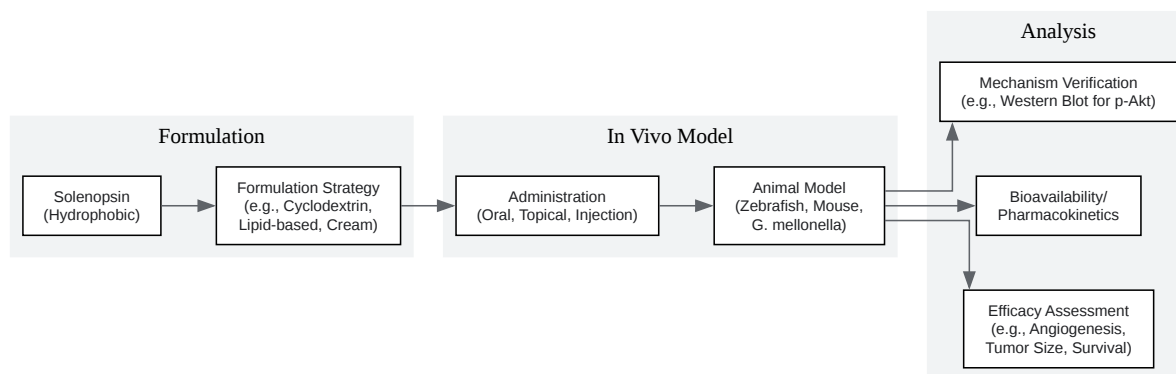 Formulation
Solenopsin
(Hydrophobic)
Formulation Strategy
(e.g., Cyclodextrin,
Lipid-based, Cream)
In Vivo Model
Administration
(Oral, Topical, Injection)
Animal Model
(Zebrafish, Mouse,
G. mellonella)
Analysis
Mechanism Verification
(e.g., Western Blot for p-Akt)
Bioavailability/
Pharmacokinetics
Efficacy Assessment
(e.g., Angiogenesis,
Tumor Size, Survival)